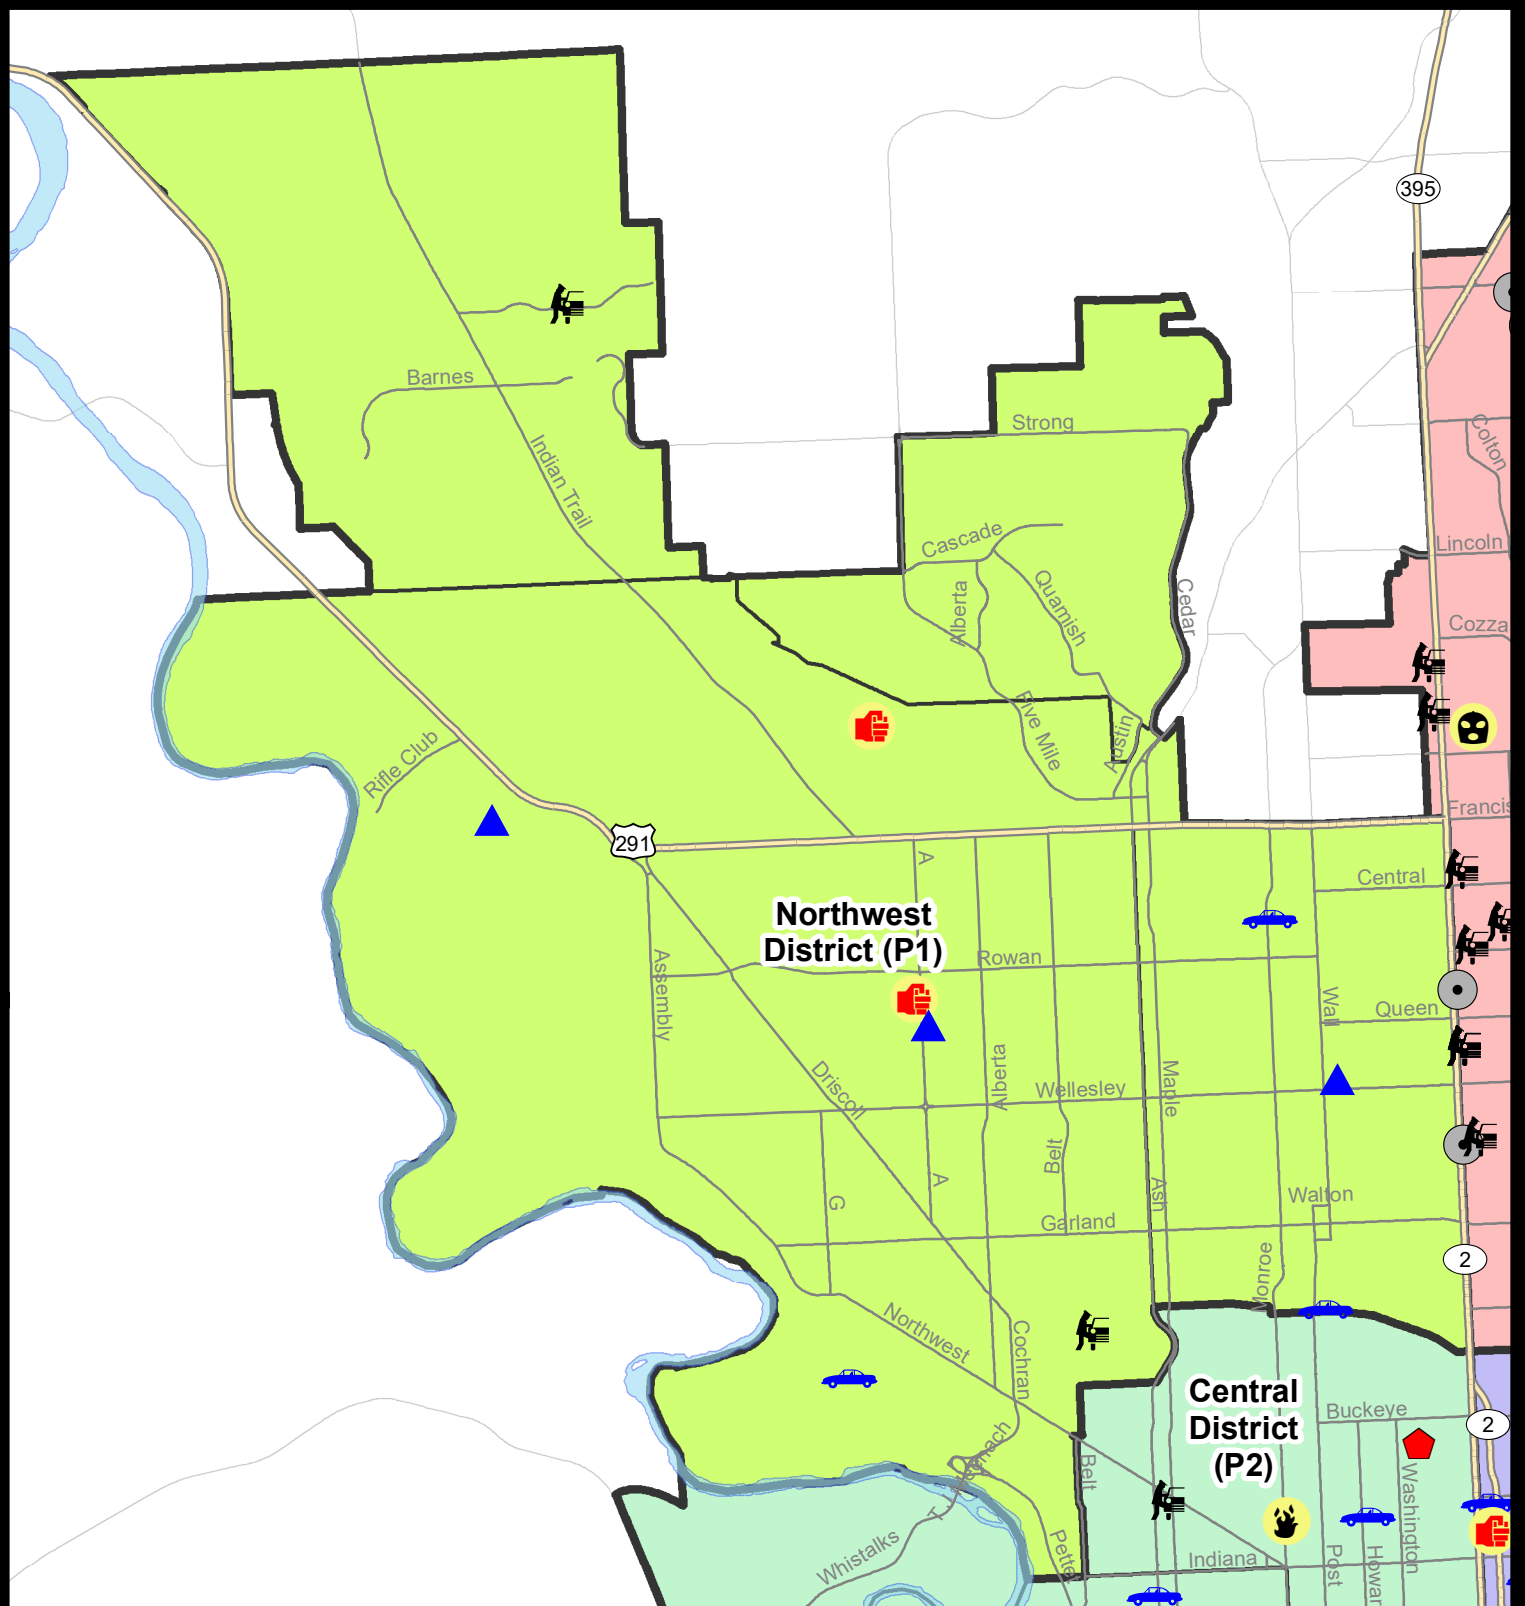 395
Barnes
Strong
Colton
Indian Trail
Cascade
Lincoln
Alberta
Quamish
Cedar
Cozza
Five Mile
Austin
Rifle Club
Francis
291
A
Central
Northwest
District (P1)
Rowan
Assembly
Wall
Queen
Driscoll
Alberta
Wellesley
Maple
Belt
A
G
Ash
Walton
Garland
Monroe
2
Northwest
Cochran
Central
District
(P2)
Buckeye
2
Belt
Washington
Whistalks
Pettet
Indiana
Post
Howar